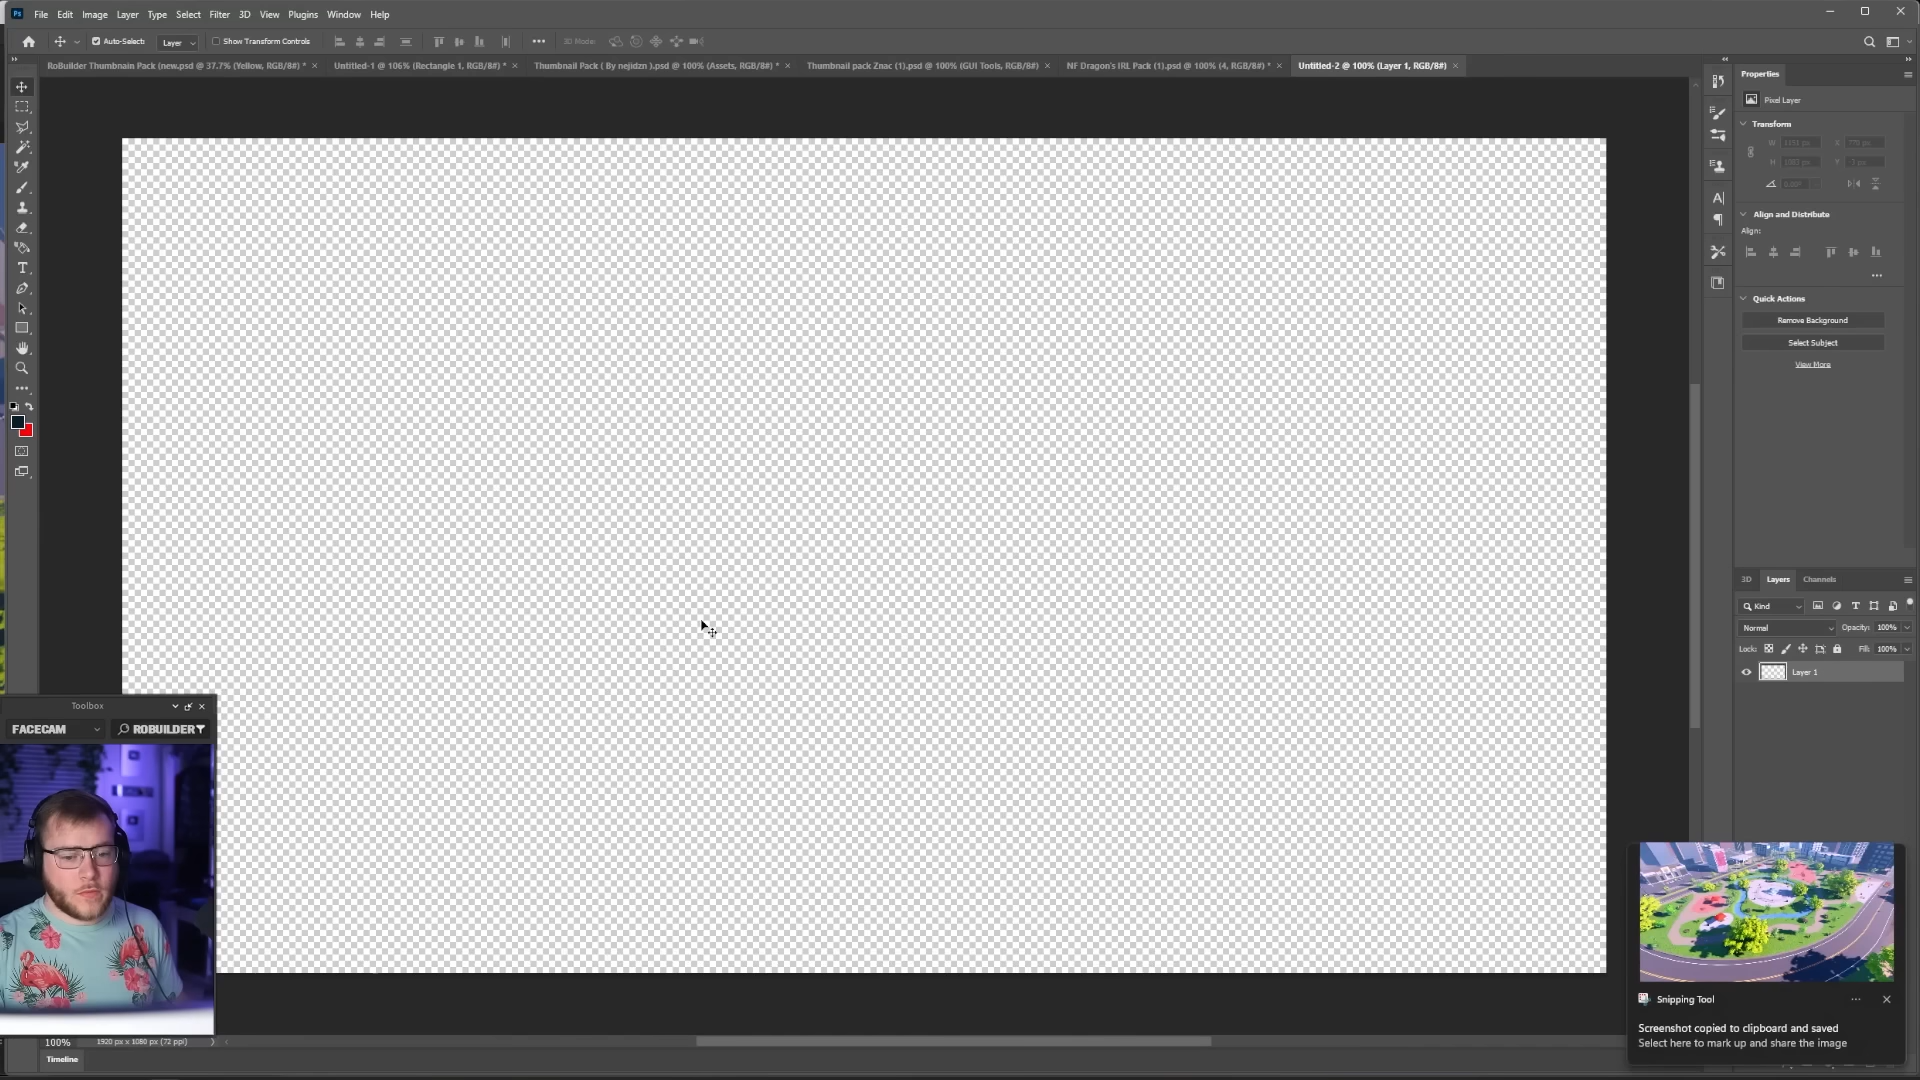 Ps File Edit Image Layer Type Select Filter 3D View Plugins Window Help
Auto-Select: Layer Show Transform Controls 3D Mode:
RoBuilder Thumbnain Pack (new.psd @ 37.7% (Yellow, RGB/8#) * Untitled-1 @ 106% (Rectangle 1, RGB/8#) * Thumbnail Pack ( By nejidzn ).psd @ 100% (Assets, RGB/8#) * Thumbnail pack Znac (1).psd @ 100% (GUI Tools, RGB/8#) NF Dragon's IRL Pack (1).psd @ 100% (4, RGB/8#) * Untitled-2 @ 100% (Layer 1, RGB/8#)
Properties
Pixel Layer
Transform
W X
H Y
Align and Distribute
Align:
Quick Actions
Remove Background
Select Subject
View More
3D Layers Channels
Kind
Normal Opacity: 100%
Lock: Fill: 100%
Layer 1
Toolbox
FACECAM ROBUILDER
Snipping Tool
Screenshot copied to clipboard and saved
Select here to mark up and share the image
100% 1920 px x 1080 px (72 ppi)
Timeline